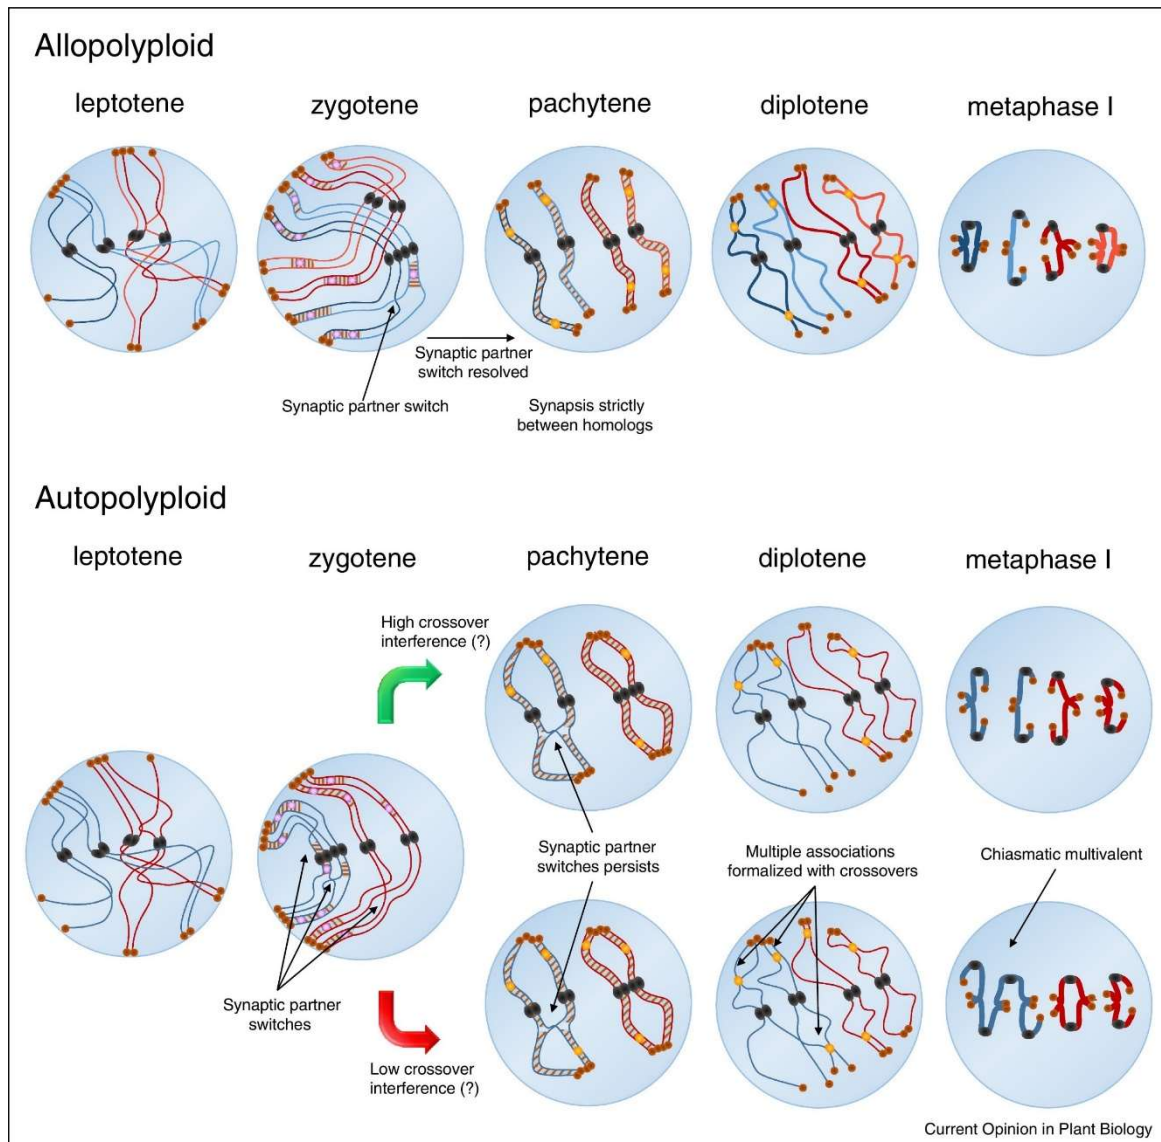 Allopolyploid
leptotene
zygotene
pachytene
diplotene
metaphase I
Synaptic partner
switch resolved
Synaptic partner switch
Synapsis strictly
between homologs
Autopolyploid
leptotene
zygotene
pachytene
diplotene
metaphase I
High crossover
interference (?)
Synaptic partner
switches persists
Multiple associations
formalized with crossovers
Chiasmatic multivalent
Synaptic partner
switches
Low crossover
interference (?)
Current Opinion in Plant Biology